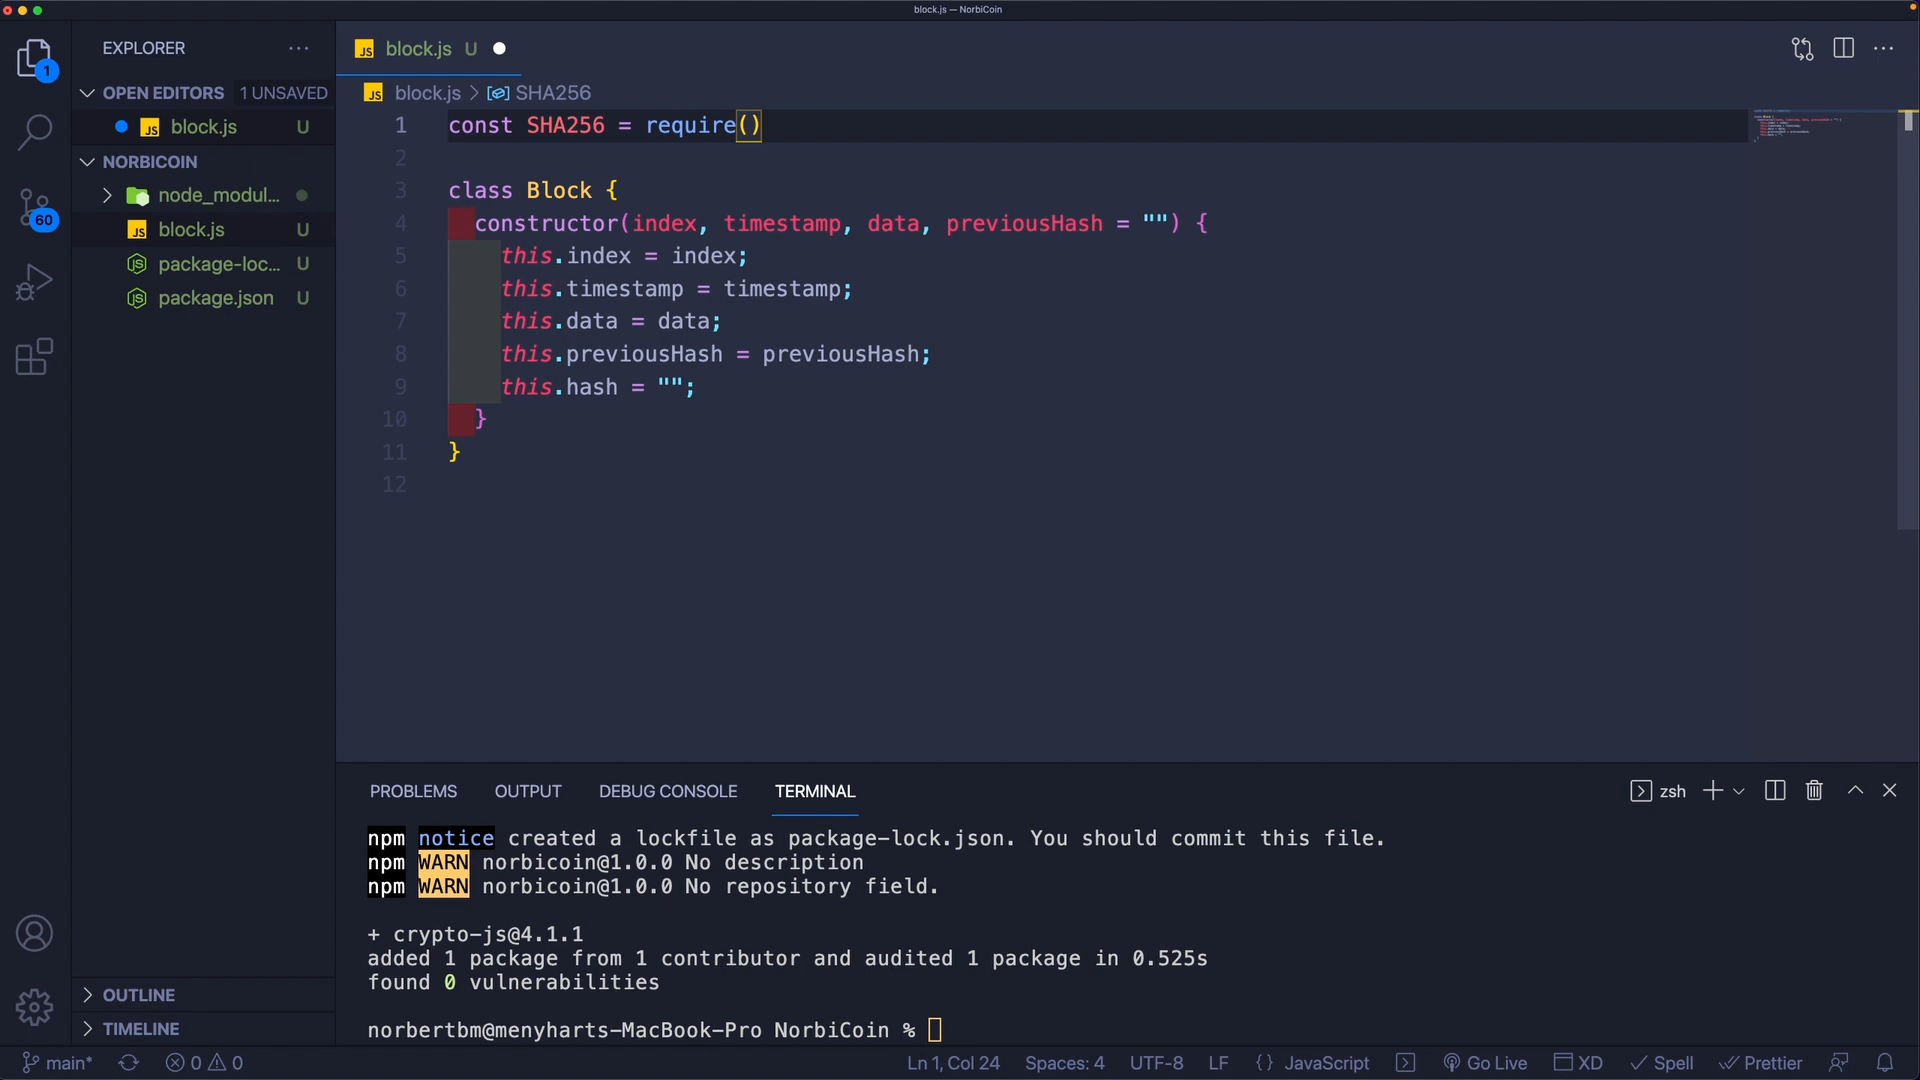 block.js — NorbiCoin
EXPLORER
OPEN EDITORS 1 UNSAVED
JS block.js U
NORBICOIN
node_modul...
JS block.js U
package-loc... U
package.json U
OUTLINE
TIMELINE
1
60
JS block.js U
JS block.js > SHA256
1 const SHA256 = require()
2
3 class Block {
4 constructor(index, timestamp, data, previousHash = "") {
5 this.index = index;
6 this.timestamp = timestamp;
7 this.data = data;
8 this.previousHash = previousHash;
9 this.hash = "";
10 }
11 }
12
PROBLEMS OUTPUT DEBUG CONSOLE TERMINAL
zsh
npm notice created a lockfile as package-lock.json. You should commit this file.
npm WARN norbicoin@1.0.0 No description
npm WARN norbicoin@1.0.0 No repository field.
+ crypto-js@4.1.1
added 1 package from 1 contributor and audited 1 package in 0.525s
found 0 vulnerabilities
norbertbm@menyharts-MacBook-Pro NorbiCoin %
main* 0 0
Ln 1, Col 24 Spaces: 4 UTF-8 LF {} JavaScript Go Live XD Spell Prettier